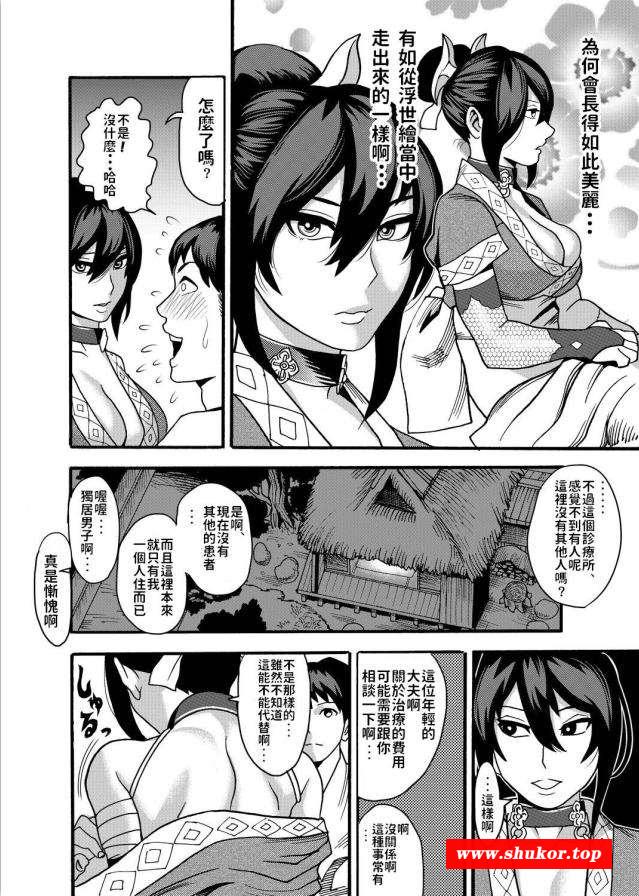 為何會長得如此美麗···
有如從浮世繪當中
走出來的一樣啊···
怎麼了嗎?
不是!
沒什麼···哈哈
不過這個診療所、
感覺不到有人呢
這裡沒有其他人嗎?
是啊、
現在沒有
其他的患者
···
而且這裡本來
就只有我
一個人住而已
喔喔···
獨居男子啊···
真是慚愧啊
···這樣啊
這位年輕的
大夫啊
關於治療的費用
可能需要跟你
相談一下啊···
啊
沒關係啊
這種事常有
不是那樣的···
雖然不知道
這能不能代替啊···
しゅるっ
www.shukor.top